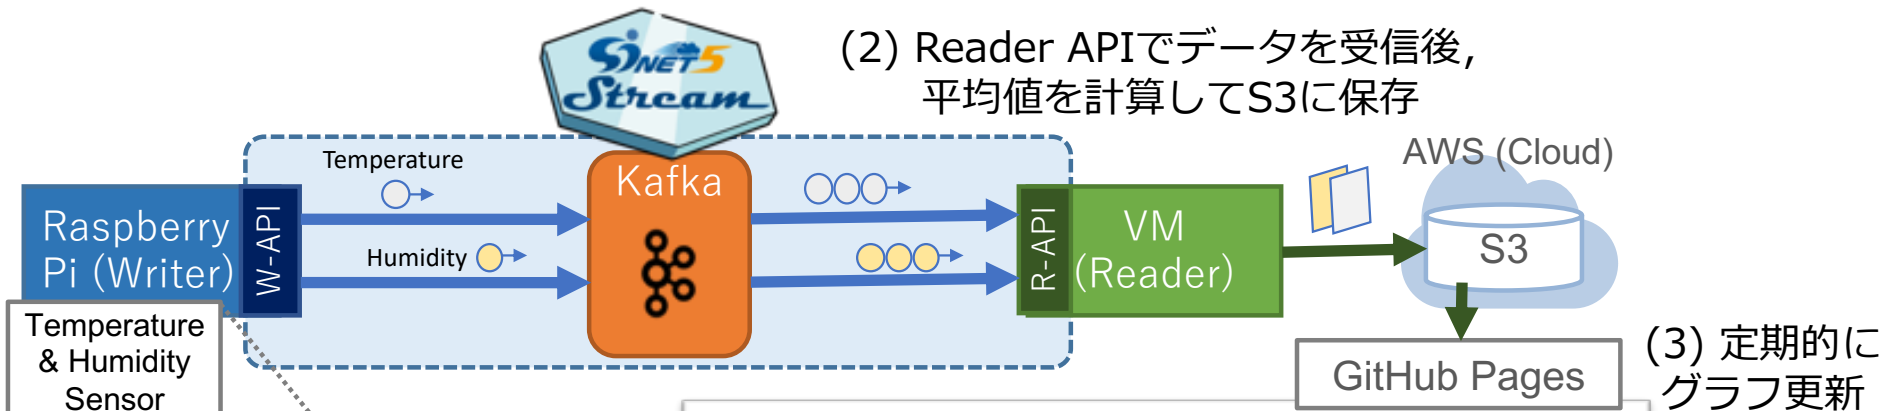 SINET5
Stream
(2) Reader APIでデータを受信後,
平均値を計算してS3に保存
AWS (Cloud)
Temperature
Kafka
Raspberry
Pi (Writer)
W-API
Humidity
R-API
VM
(Reader)
S3
Temperature
& Humidity
Sensor
GitHub Pages
(3) 定期的に
グラフ更新